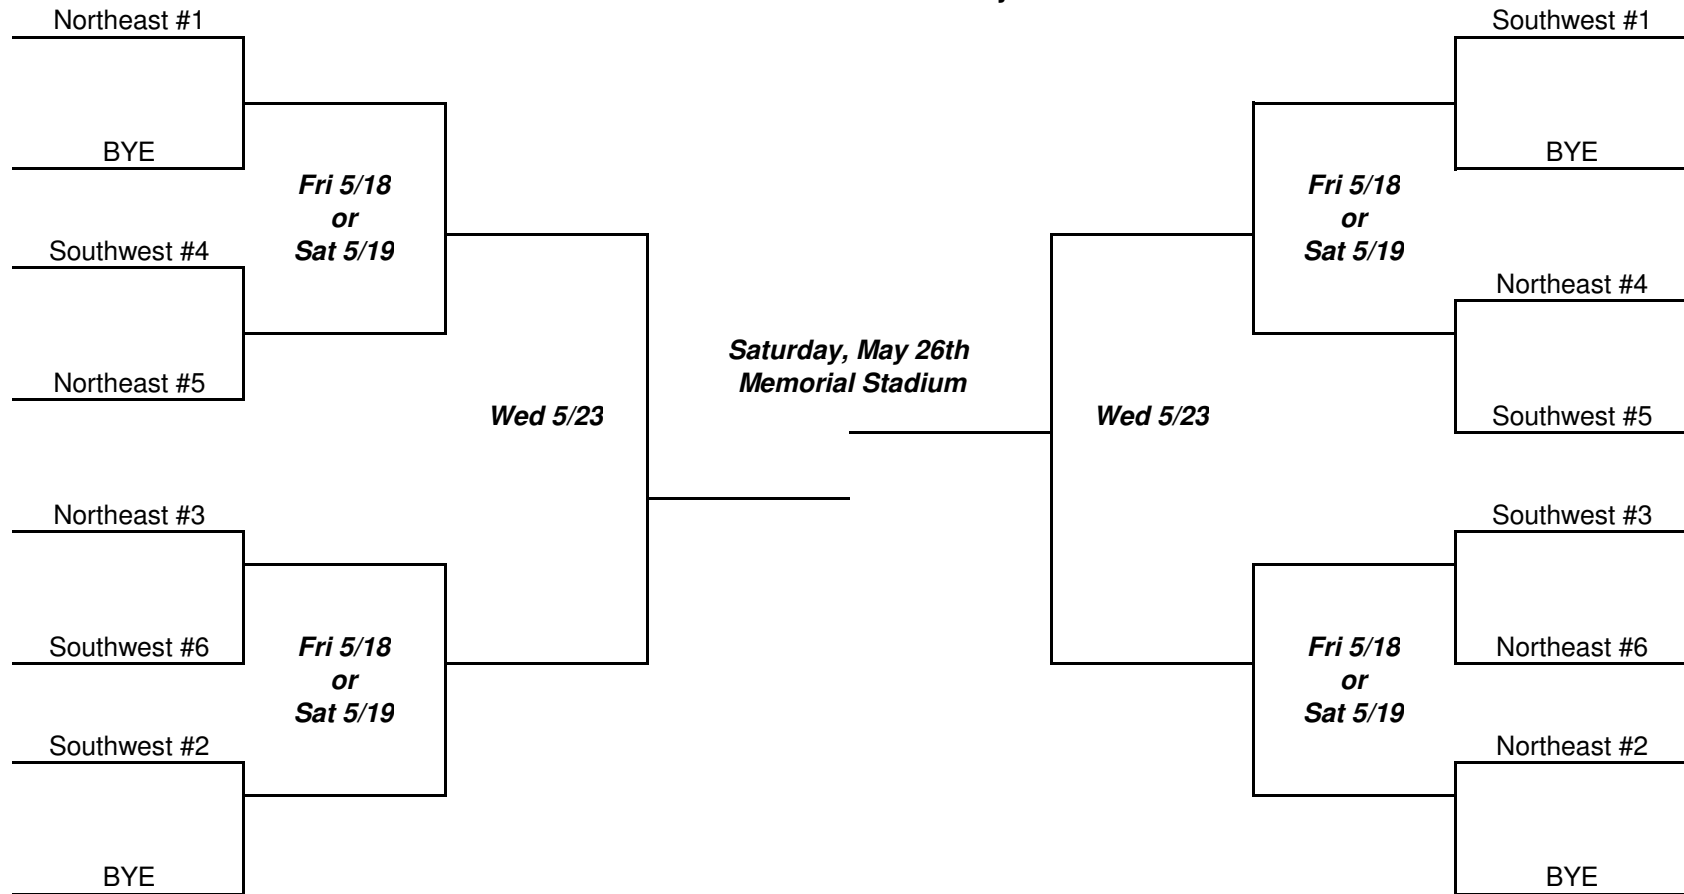 Northeast #1
BYE
Southwest #4
Northeast #5
Northeast #3
Southwest #6
Southwest #2
BYE
Fri 5/18
or
Sat 5/19
Fri 5/18
or
Sat 5/19
Wed 5/23
Saturday, May 26th
Memorial Stadium
Wed 5/23
Fri 5/18
or
Sat 5/19
Fri 5/18
or
Sat 5/19
Southwest #1
BYE
Northeast #4
Southwest #5
Southwest #3
Northeast #6
Northeast #2
BYE